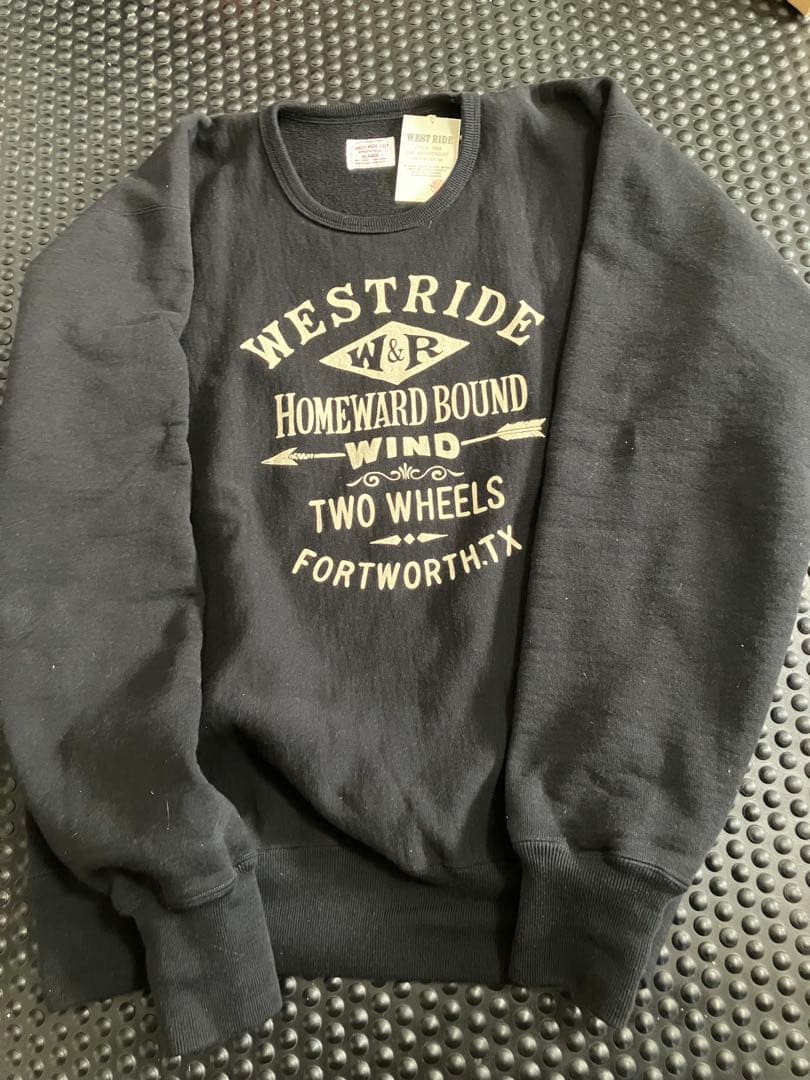 WEST RIDE
WESTRIDE
W&R
HOMEWARD BOUND
WIND
TWO WHEELS
FORTWORTH.TX